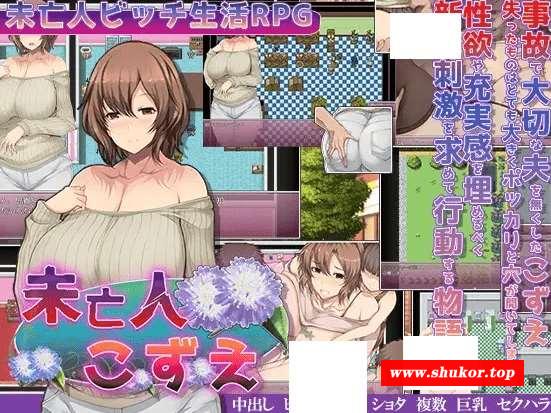 未亡人ビッチ生活RPG
事故で大切な夫を無くしたこずえ
失ったものはとても大きくポッカリと穴が開いて
性欲や充実感を埋めるべく
刺激を求めて行動する物語
未亡人
こずえ
www.shukor.top
中出し
ショタ 複数 巨乳 セクハラ